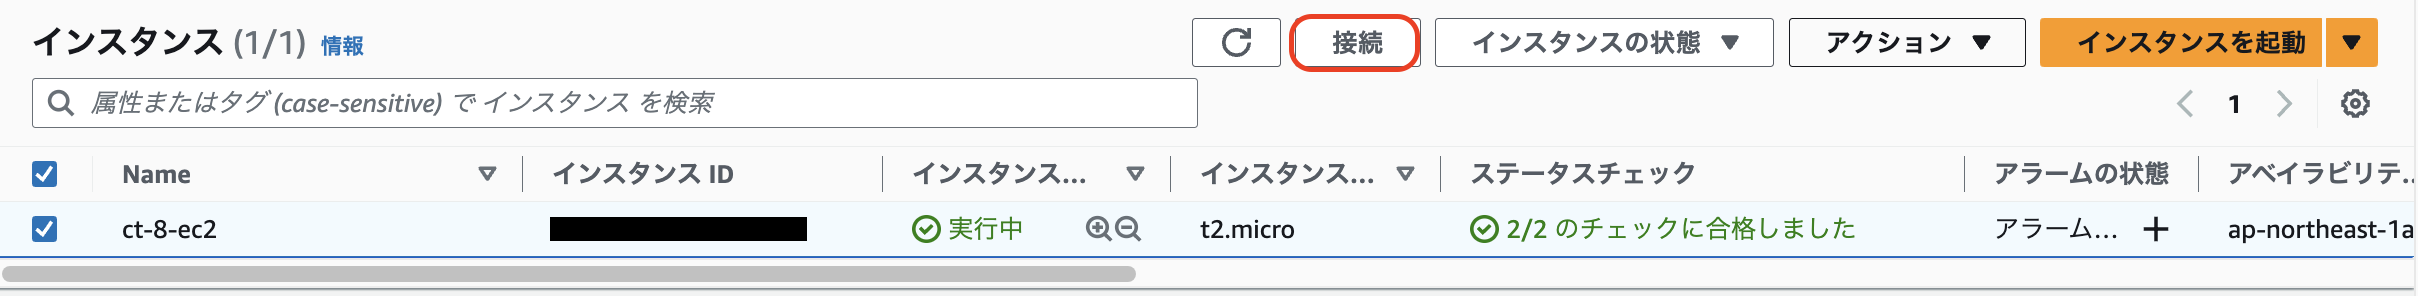 インスタンス (1/1) 情報 接続 インスタンスの状態 アクション インスタンスを起動
属性またはタグ (case-sensitive) で インスタンス を検索 1
Name インスタンス ID インスタンス... インスタンス... ステータスチェック アラームの状態 アベイラビリテ...
ct-8-ec2 実行中 t2.micro 2/2 のチェックに合格しました アラーム... ap-northeast-1a